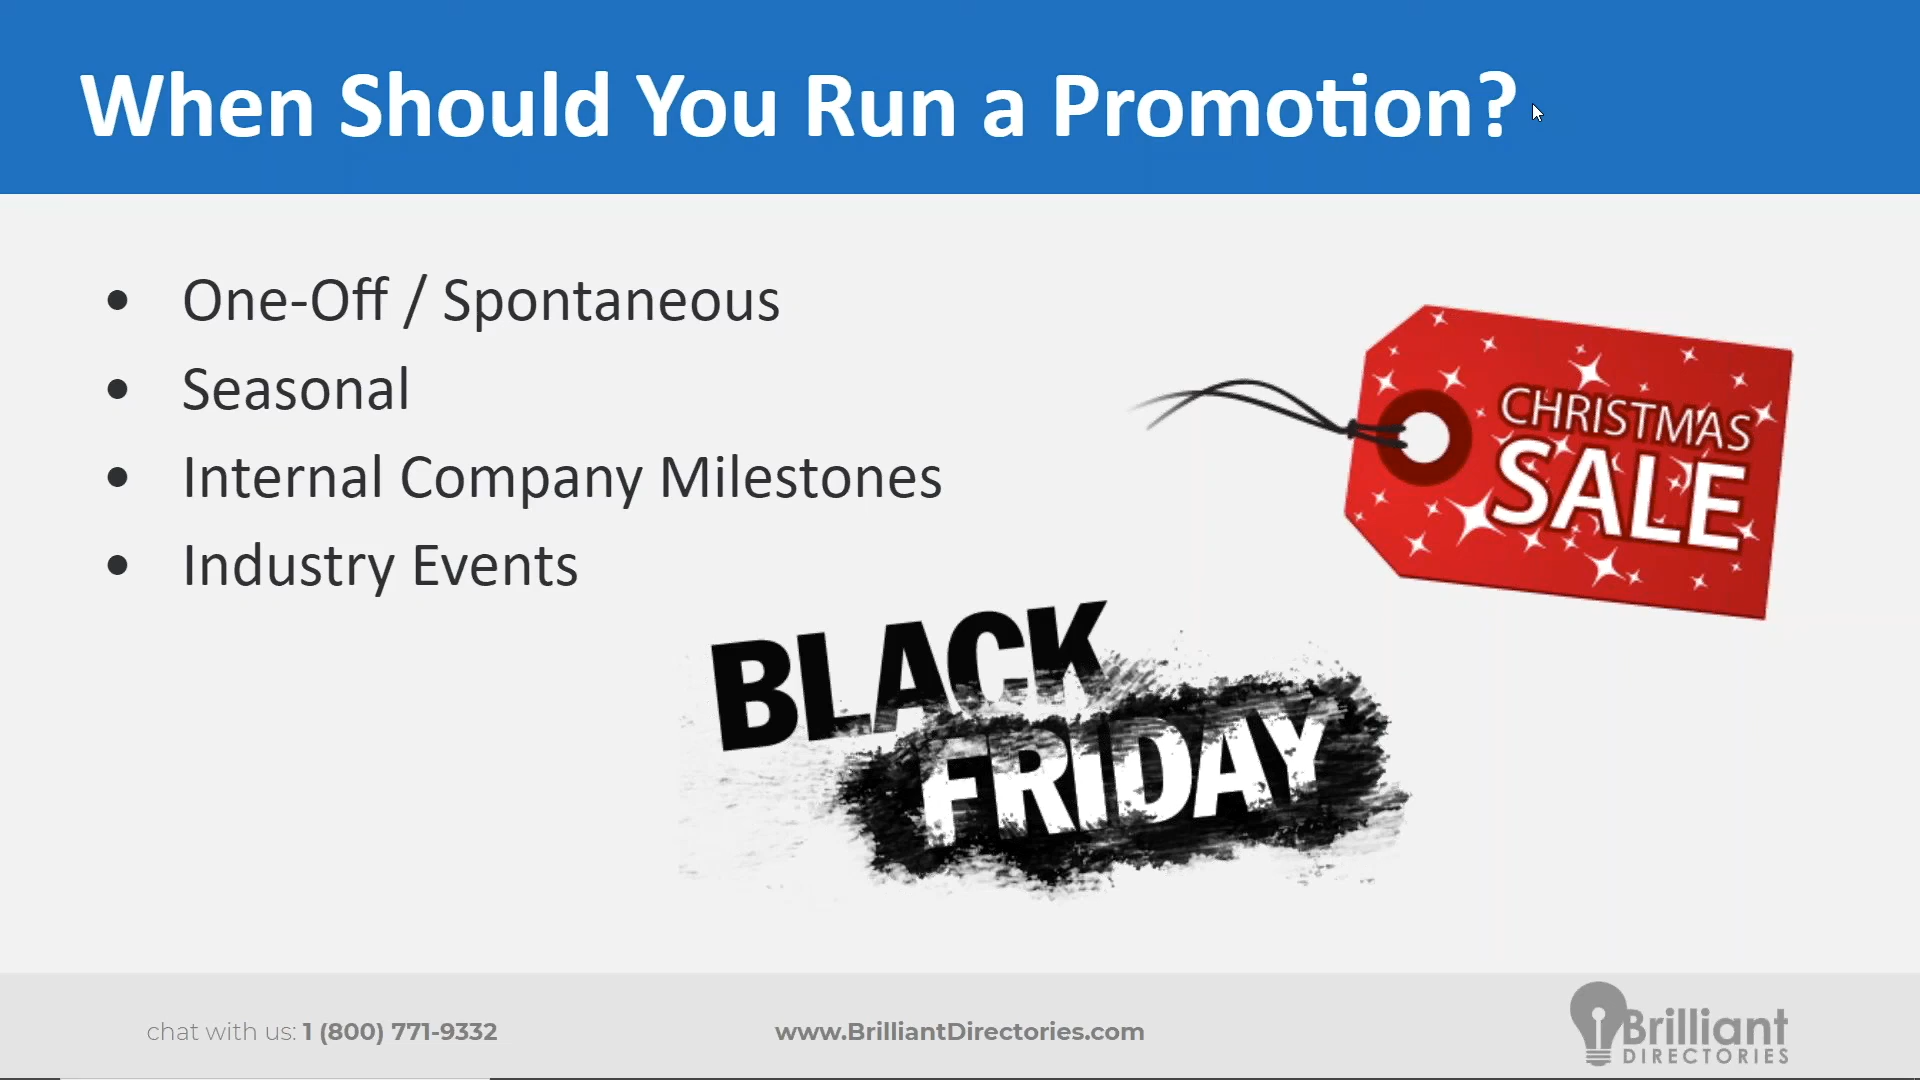 When Should You Run a Promotion?
• One-Off / Spontaneous
• Seasonal
• Internal Company Milestones
• Industry Events
CHRISTMAS
SALE
BLACK
FRIDAY
chat with us: 1 (800) 771-9332
www.BrilliantDirectories.com
Brilliant
DIRECTORIES